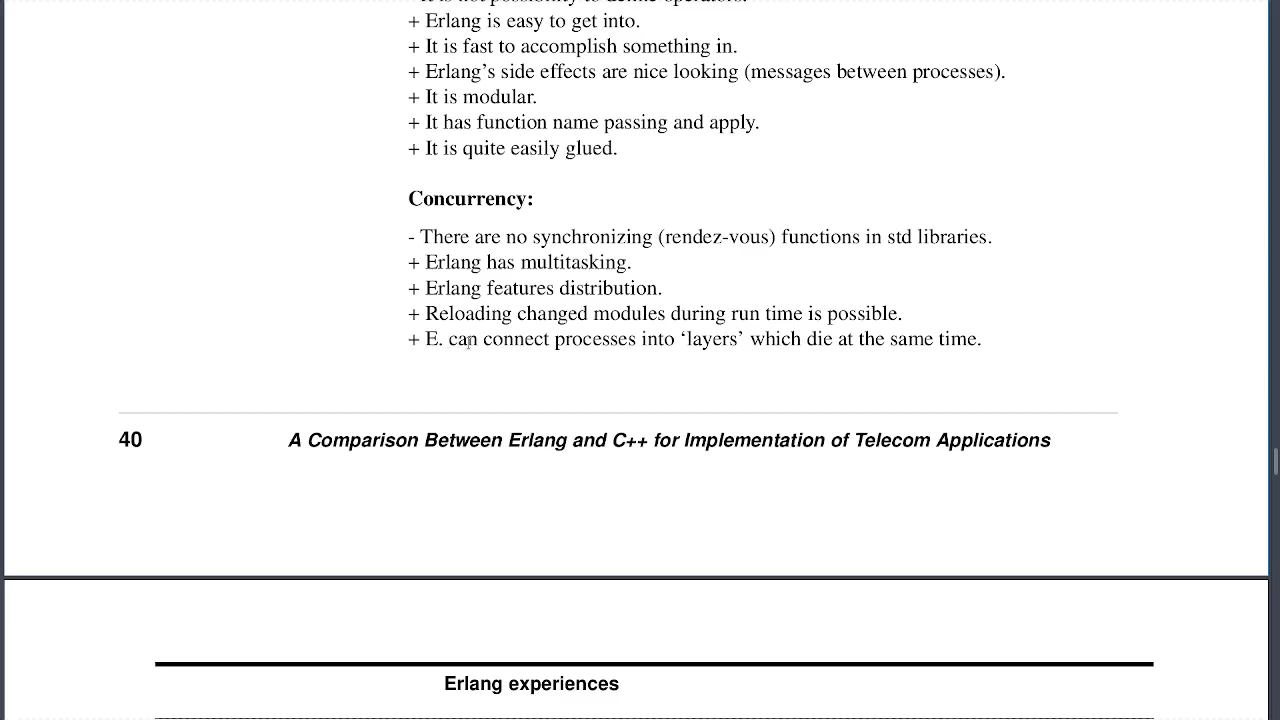 to define operators.
+ Erlang is easy to get into.
+ It is fast to accomplish something in.
+ Erlang's side effects are nice looking (messages between processes).
+ It is modular.
+ It has function name passing and apply.
+ It is quite easily glued.
Concurrency:
- There are no synchronizing (rendez-vous) functions in std libraries.
+ Erlang has multitasking.
+ Erlang features distribution.
+ Reloading changed modules during run time is possible.
+ E. can connect processes into ‘layers’ which die at the same time.
40 A Comparison Between Erlang and C++ for Implementation of Telecom Applications
Erlang experiences